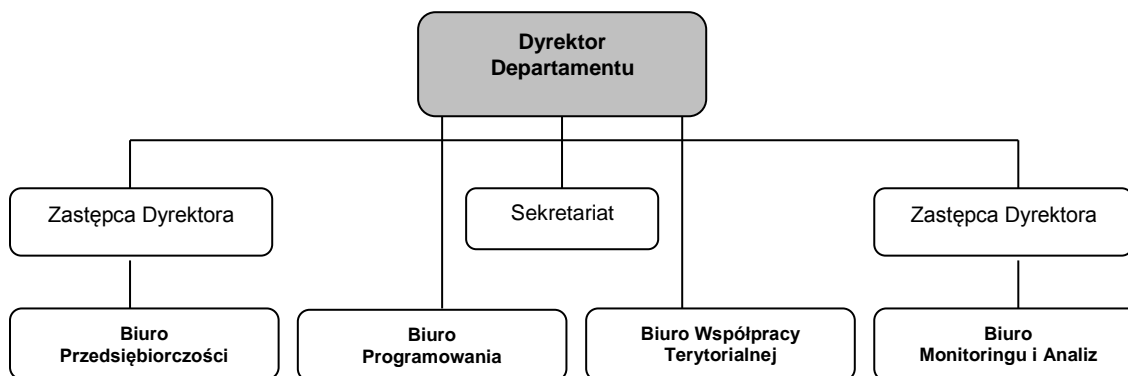 Dyrektor
Departamentu
Zastępca Dyrektora
Sekretariat
Zastępca Dyrektora
Biuro
Przedsiębiorczości
Biuro
Programowania
Biuro Współpracy
Terytorialnej
Biuro
Monitoringu i Analiz